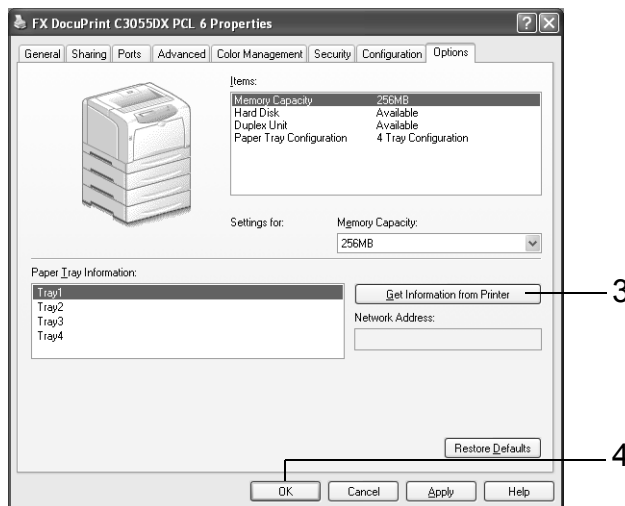 FX DocuPrint C3055DX PCL 6 Properties
General Sharing Ports Advanced Color Management Security Configuration Options
Items:
Memory Capacity 256MB
Hard Disk Available
Duplex Unit Available
Paper Tray Configuration 4 Tray Configuration
Settings for: Memory Capacity:
256MB
Paper Tray Information:
Tray1
Tray2
Tray3
Tray4
Get Information from Printer 3
Network Address:
Restore Defaults
4
OK Cancel Apply Help